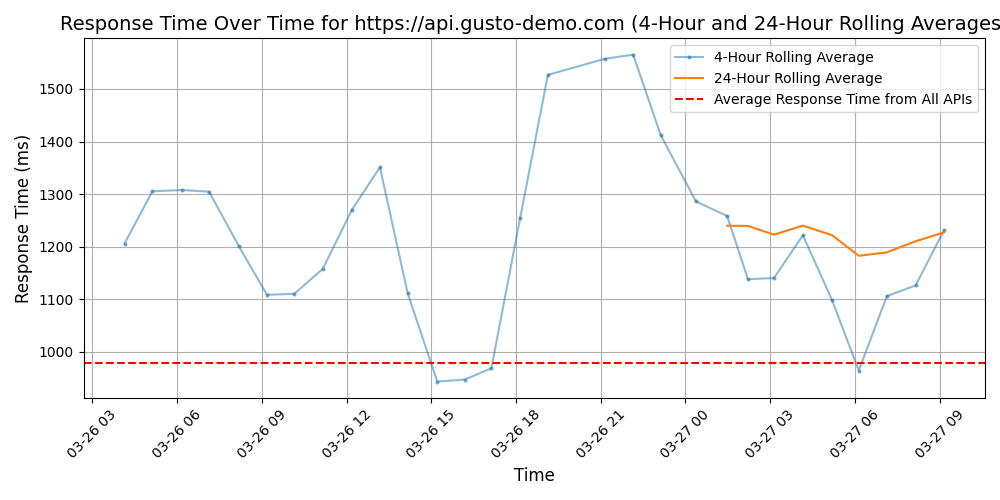 Response Time Over Time for https://api.gusto-demo.com (4-Hour and 24-Hour Rolling Averages
4-Hour Rolling Average
24-Hour Rolling Average
Average Response Time from All APIs
Response Time (ms)
1500
1400
1300
1200
1100
1000
03-26 03
03-26 06
03-26 09
03-26 12
03-26 15
03-26 18
03-26 21
03-27 00
03-27 03
03-27 06
03-27 09
Time